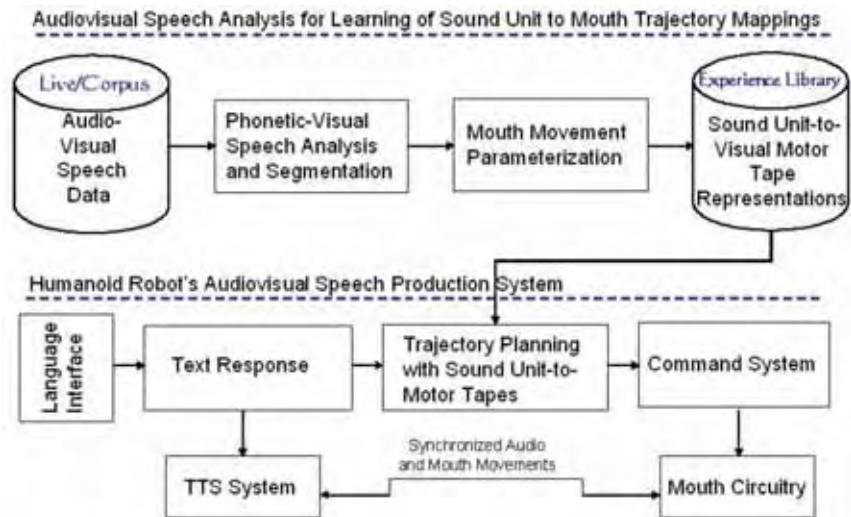 Audiovisual Speech Analysis for Learning of Sound Unit to Mouth Trajectory Mappings
Live/Corpus
Audio-
Visual
Speech
Data
Phonetic-Visual
Speech Analysis
and Segmentation
Mouth Movement
Parameterization
Experience Library
Sound Unit-to-
Visual Motor
Tape
Representations
Humanoid Robot's Audiovisual Speech Production System
Language
Interface
Text Response
Trajectory Planning
with Sound Unit-to-
Motor Tapes
Command System
TTS System
Synchronized Audio
and Mouth Movements
Mouth Circuitry